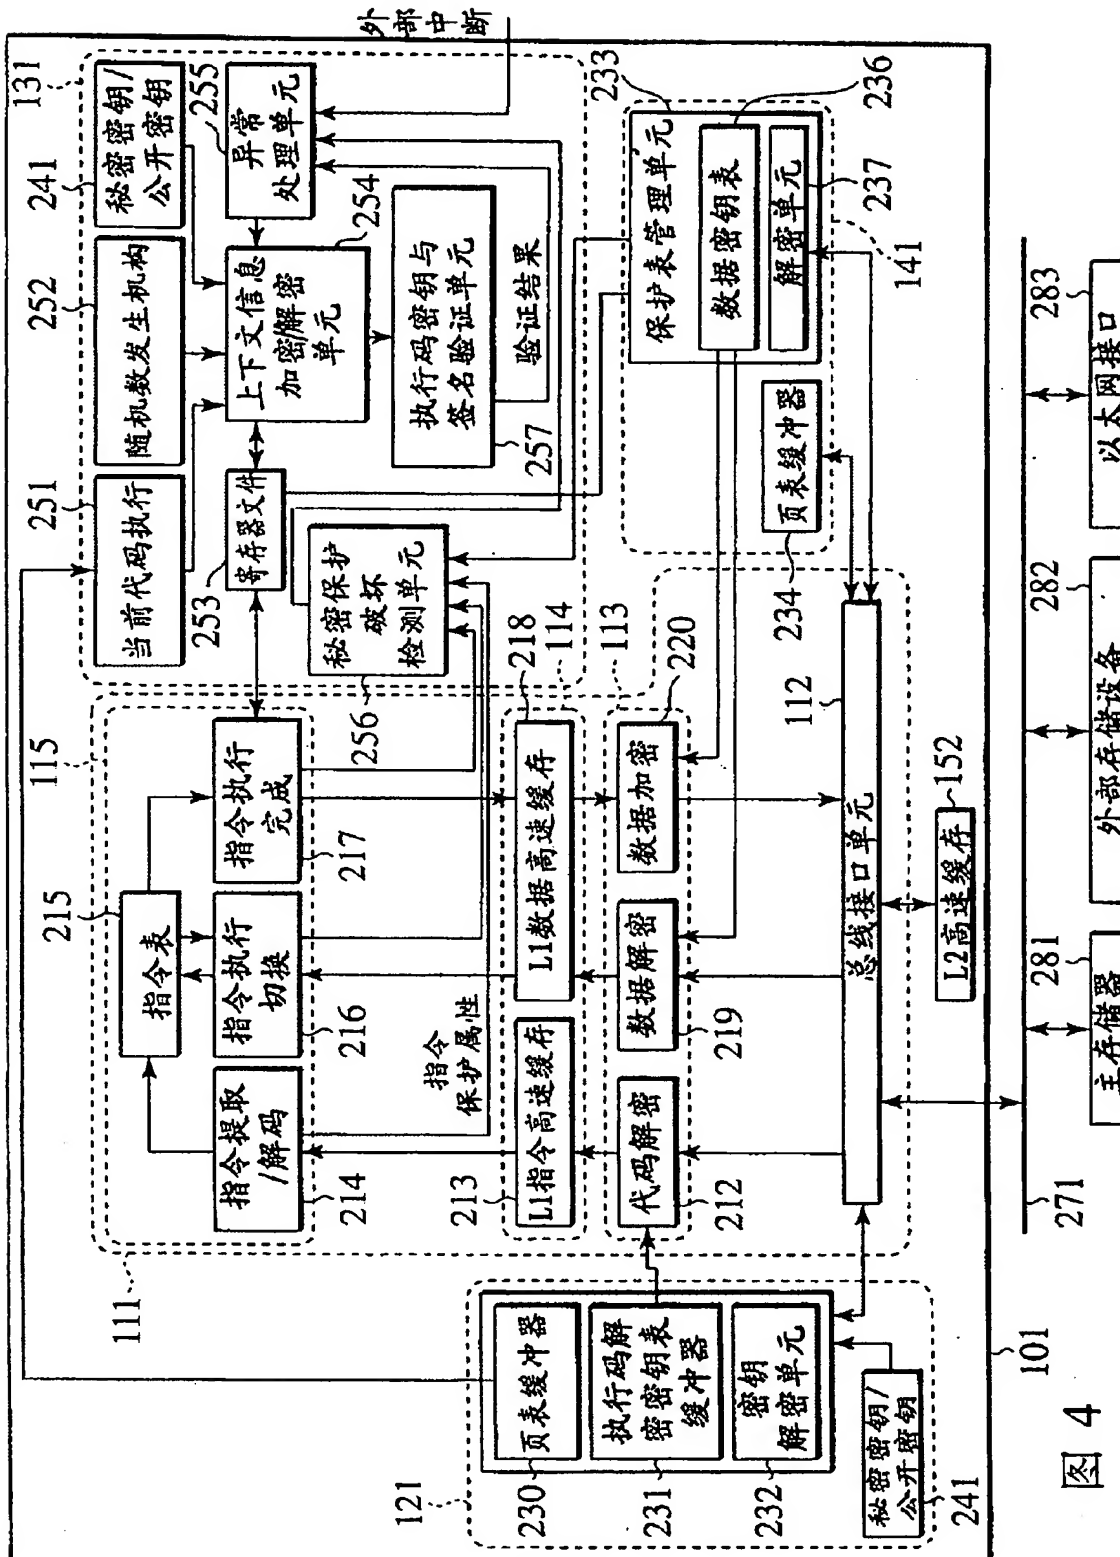 外部中断
131
241
秘密密钥/
公开密钥
255
异常
处理单元
252
随机数发生机构
254
上下文信息
加密/解密
单元
执行码密钥与
签名验证单元
257
验证结果
251
当前代码执行
253
寄存器文件
秘密保护
破坏
检测单元
256
233
保护表管理单元
236
数据密钥表
237
解密单元
141
页表缓冲器
234
115
215
指令表
指令执行
完成
217
指令执行
切换
216
指令提取
/解码
214
指令
保护属性
111
218
114
L1数据高速缓存
L1指令高速缓存
213
113
220
数据加密
数据解密
219
代码解密
212
112
总线接口单元
152
L2高速缓存
121
页表缓冲器
230
执行码解
密密钥表
缓冲器
231
密钥
解密单元
232
秘密密钥/
公开密钥
241
101
271
281
主存储器
282
外部存储设备
283
以太网接口
图 4